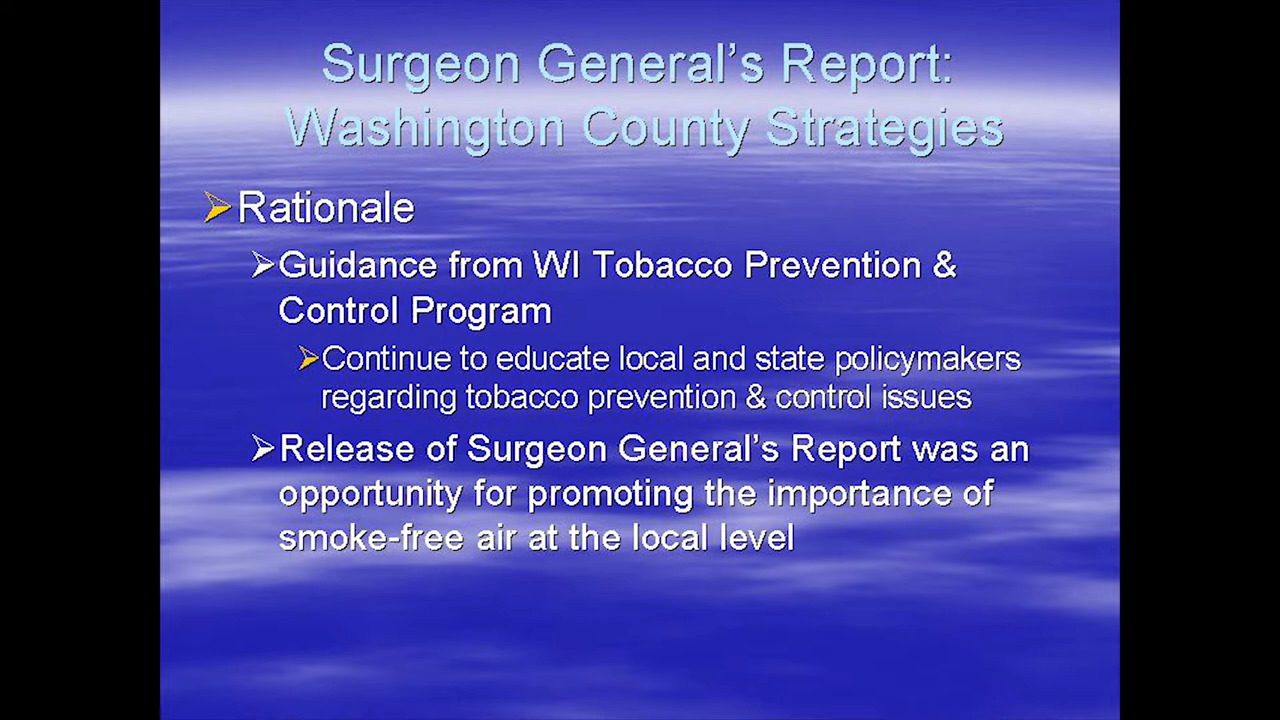 Surgeon General's Report:
Washington County Strategies
Rationale
Guidance from WI Tobacco Prevention &
Control Program
Continue to educate local and state policymakers
regarding tobacco prevention & control issues
Release of Surgeon General's Report was an
opportunity for promoting the importance of
smoke-free air at the local level